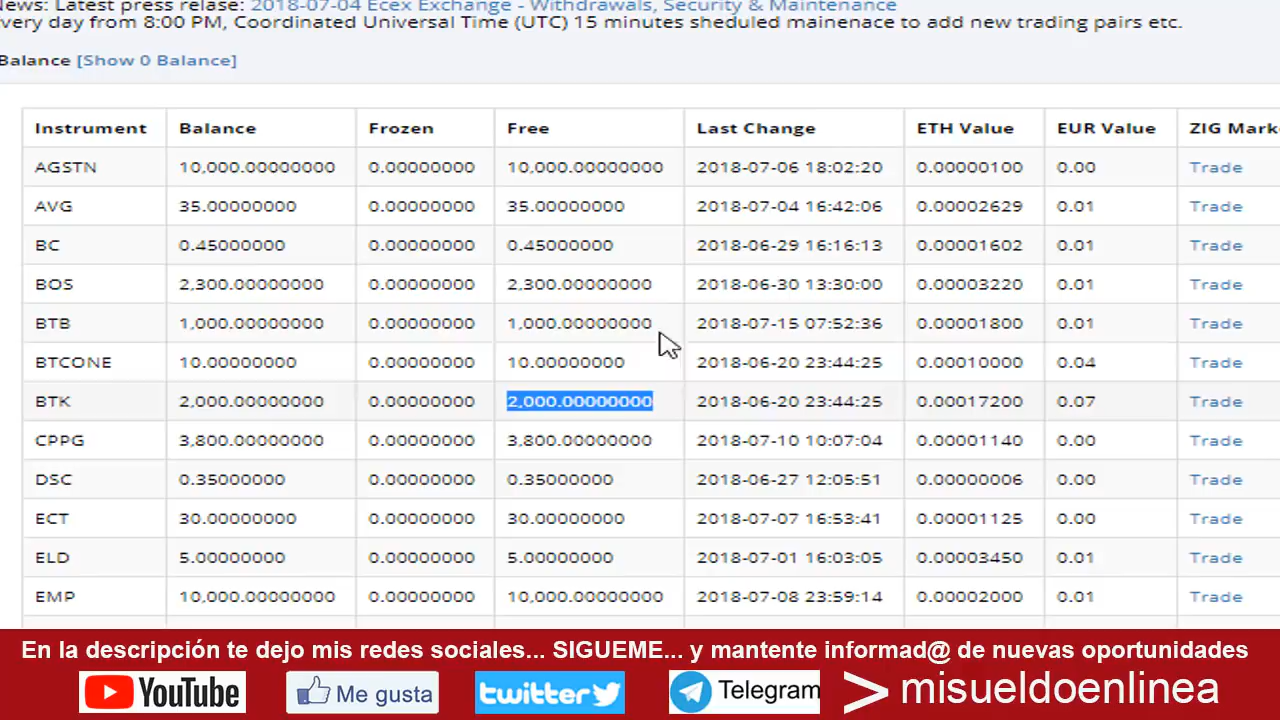 News: Latest press relase: 2018-07-04 Ecex Exchange - Withdrawals, Security & Maintenance
very day from 8:00 PM, Coordinated Universal Time (UTC) 15 minutes sheduled mainenace to add new trading pairs etc.
Balance [Show 0 Balance]
Instrument Balance Frozen Free Last Change ETH Value EUR Value ZIG Mark
AGSTN 10,000.00000000 0.00000000 10,000.00000000 2018-07-06 18:02:20 0.00000100 0.00 Trade
AVG 35.00000000 0.00000000 35.00000000 2018-07-04 16:42:06 0.00002629 0.01 Trade
BC 0.45000000 0.00000000 0.45000000 2018-06-29 16:16:13 0.00001602 0.01 Trade
BOS 2,300.00000000 0.00000000 2,300.00000000 2018-06-30 13:30:00 0.00003220 0.01 Trade
BTB 1,000.00000000 0.00000000 1,000.00000000 2018-07-15 07:52:36 0.00001800 0.01 Trade
BTCONE 10.00000000 0.00000000 10.00000000 2018-06-20 23:44:25 0.00010000 0.04 Trade
BTK 2,000.00000000 0.00000000 2,000.00000000 2018-06-20 23:44:25 0.00017200 0.07 Trade
CPPG 3,800.00000000 0.00000000 3,800.00000000 2018-07-10 10:07:04 0.00001140 0.00 Trade
DSC 0.35000000 0.00000000 0.35000000 2018-06-27 12:05:51 0.00000006 0.00 Trade
ECT 30.00000000 0.00000000 30.00000000 2018-07-07 16:53:41 0.00001125 0.00 Trade
ELD 5.00000000 0.00000000 5.00000000 2018-07-01 16:03:05 0.00003450 0.01 Trade
EMP 10,000.00000000 0.00000000 10,000.00000000 2018-07-08 23:59:14 0.00002000 0.01 Trade
En la descripción te dejo mis redes sociales... SIGUEME... y mantente informad@ de nuevas oportunidades
YouTube Me gusta twitter Telegram > misueldoenlinea